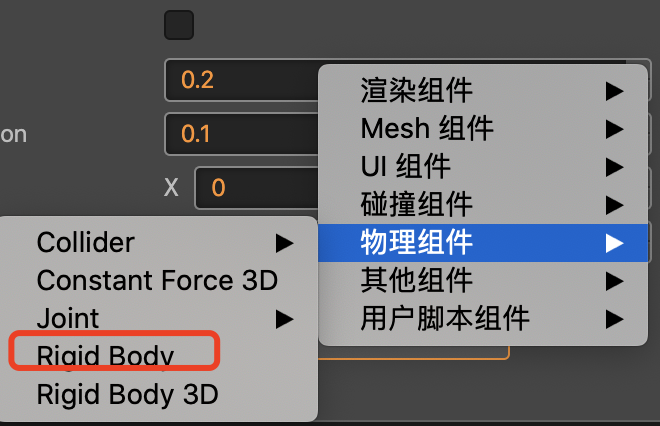 0.2
渲染组件
on
0.1
Mesh 组件
UI 组件
X
0
碰撞组件
物理组件
其他组件
用户脚本组件
Collider
Constant Force 3D
Joint
Rigid Body
Rigid Body 3D